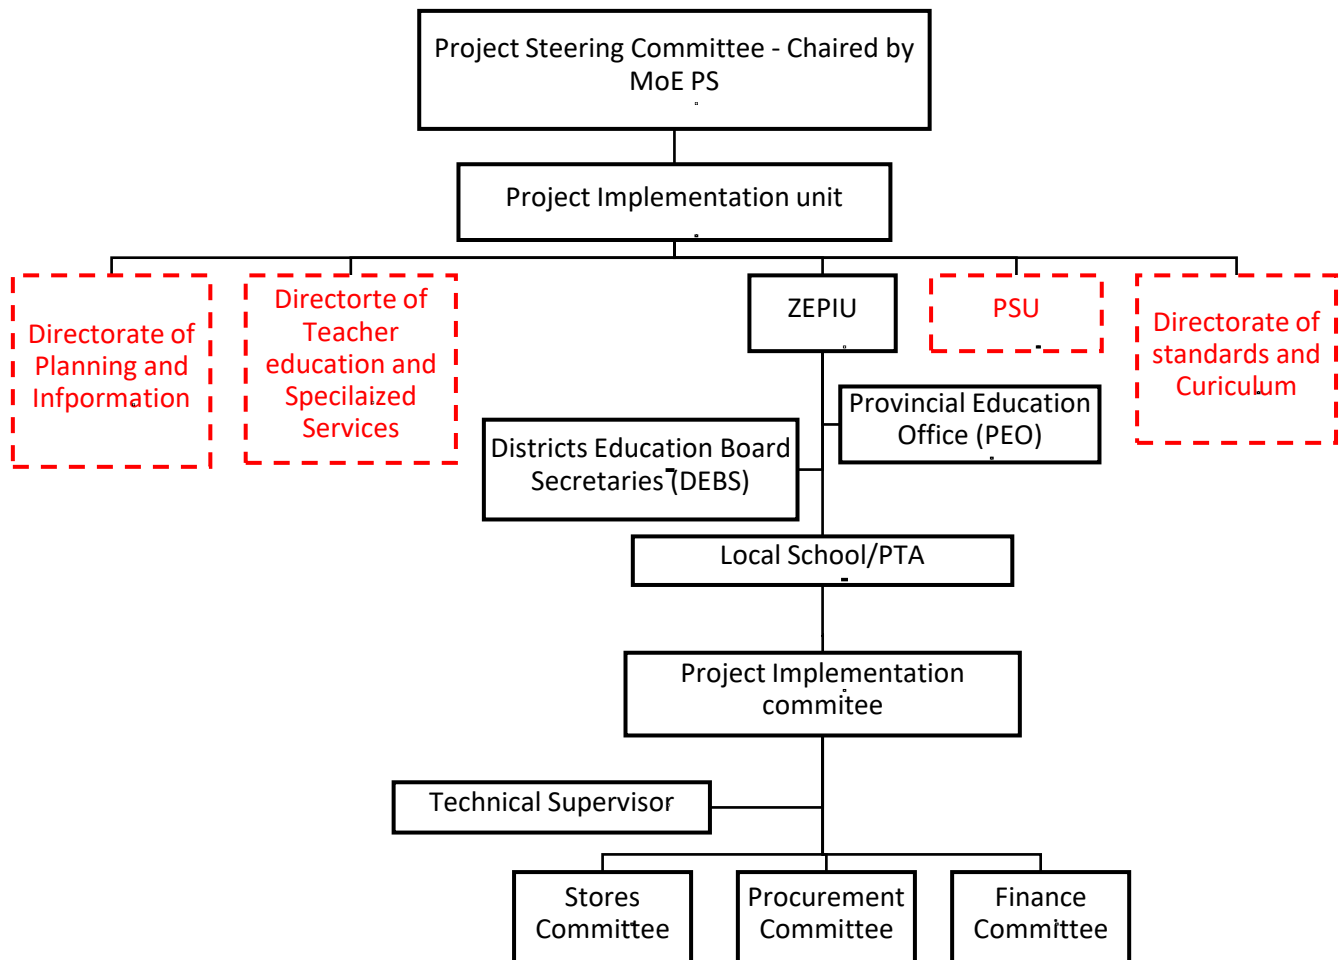 Project Steering Committee - Chaired by
MoE PS
Project Implementation unit
Directorate of
Planning and
Infpormation
Directorte of
Teacher
education and
Specilaized
Services
ZEPIU
PSU
Directorate of
standards and
Curiculum
Provincial Education
Office (PEO)
Districts Education Board
Secretaries (DEBS)
Local School/PTA
Project Implementation
commitee
Technical Supervisor
Stores
Committee
Procurement
Committee
Finance
Committee